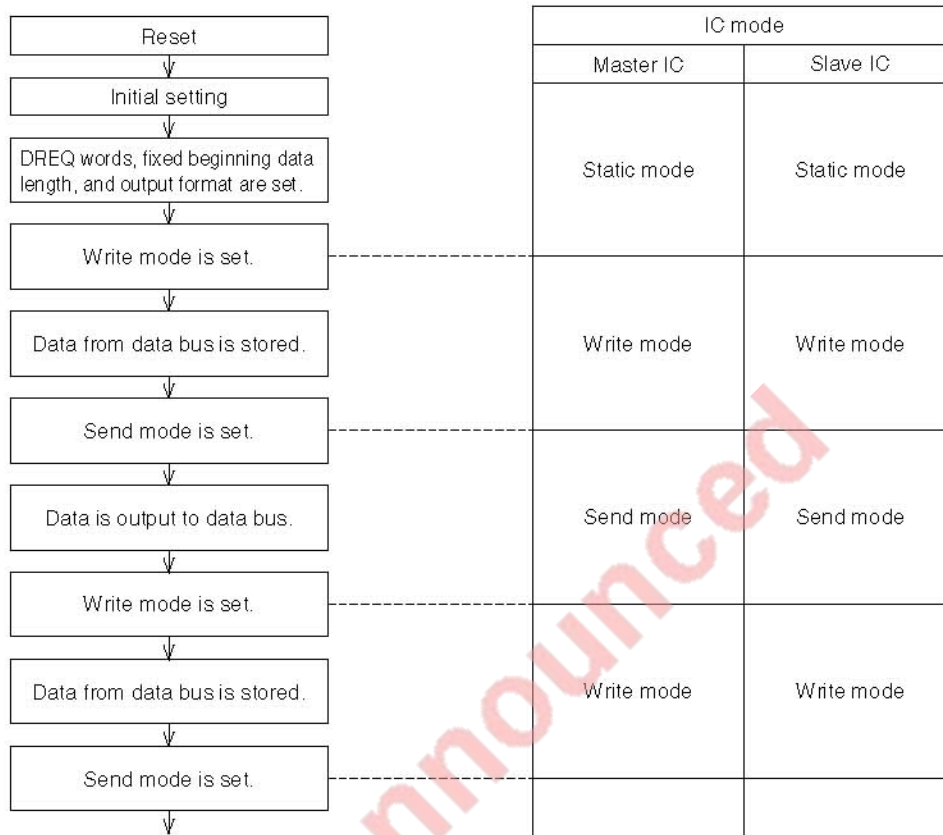 Reset
Initial setting
DREQ words, fixed beginning data
length, and output format are set.
Write mode is set.
Data from data bus is stored.
Send mode is set.
Data is output to data bus.
Write mode is set.
Data from data bus is stored.
Send mode is set.
IC mode
Master IC
Slave IC
Static mode
Static mode
Write mode
Write mode
Send mode
Send mode
Write mode
Write mode
nnounced